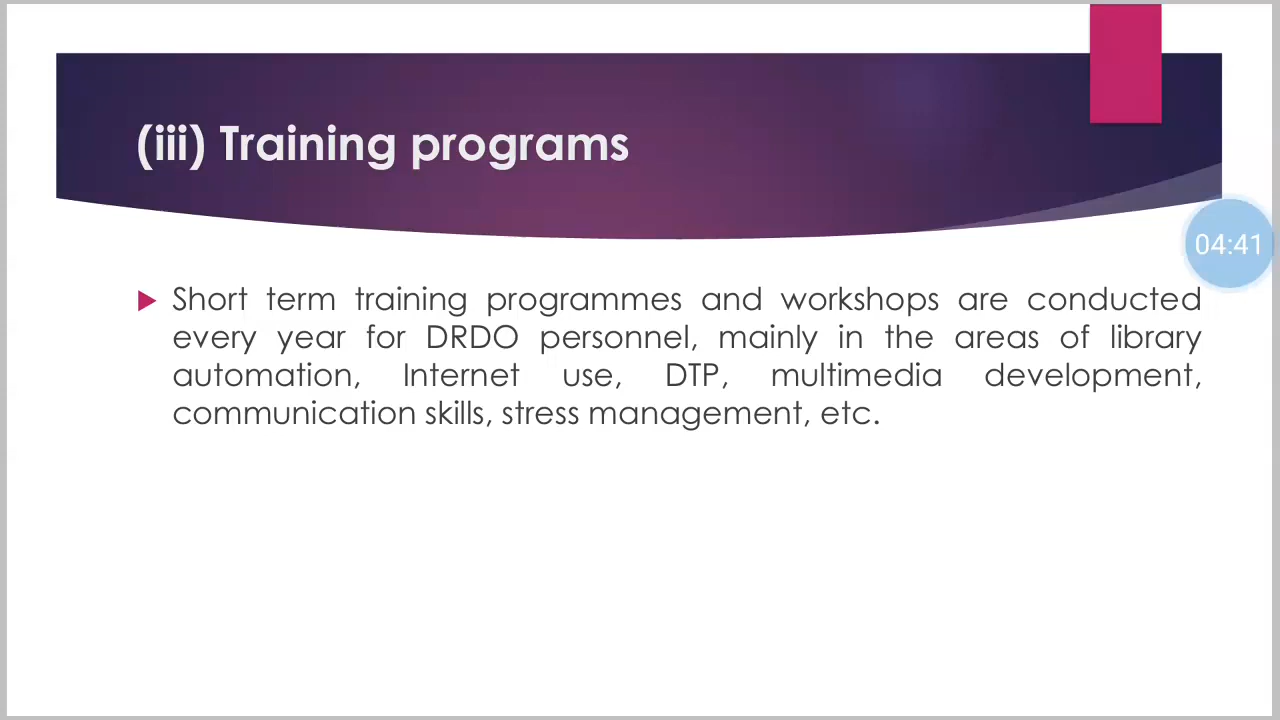 (iii) Training programs
04:41
Short term training programmes and workshops are conducted
every year for DRDO personnel, mainly in the areas of library
automation, Internet use, DTP, multimedia development,
communication skills, stress management, etc.